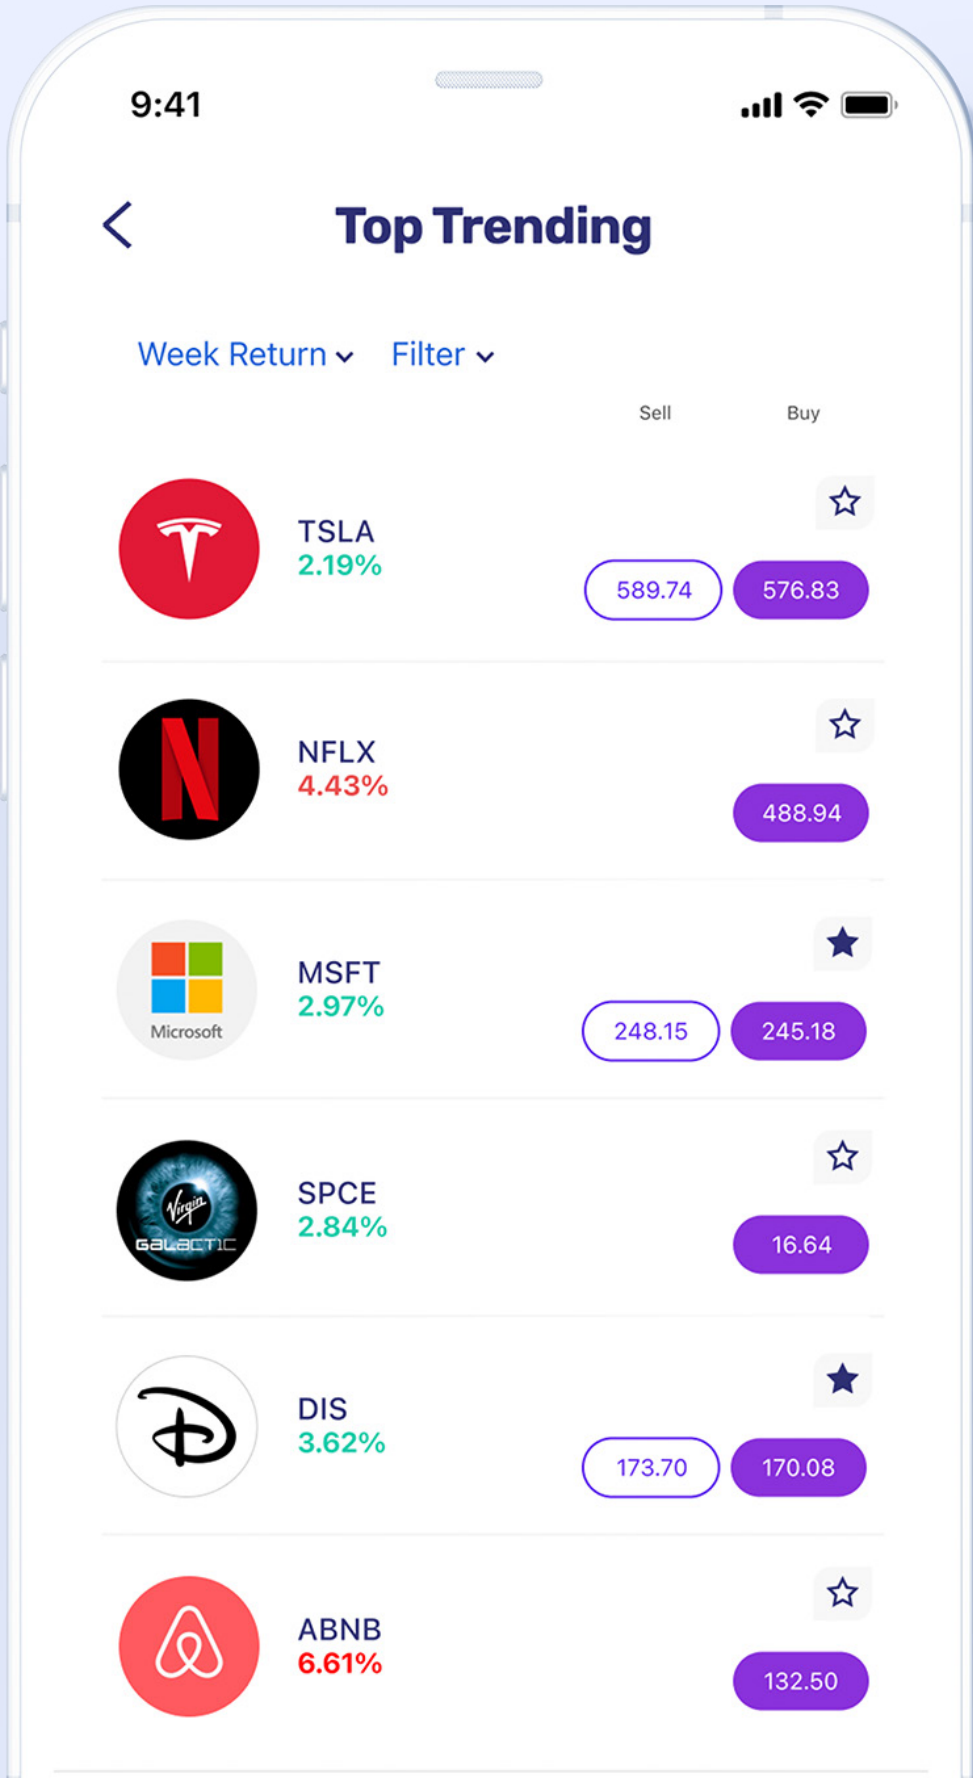 9:41
Top Trending
Week Return Filter
Sell Buy
TSLA
2.19%
589.74 576.83
NFLX
4.43%
488.94
MSFT
2.97%
Microsoft
248.15 245.18
SPCE
2.84%
Virgin
GALACTIC
16.64
DIS
3.62%
173.70 170.08
ABNB
6.61%
132.50